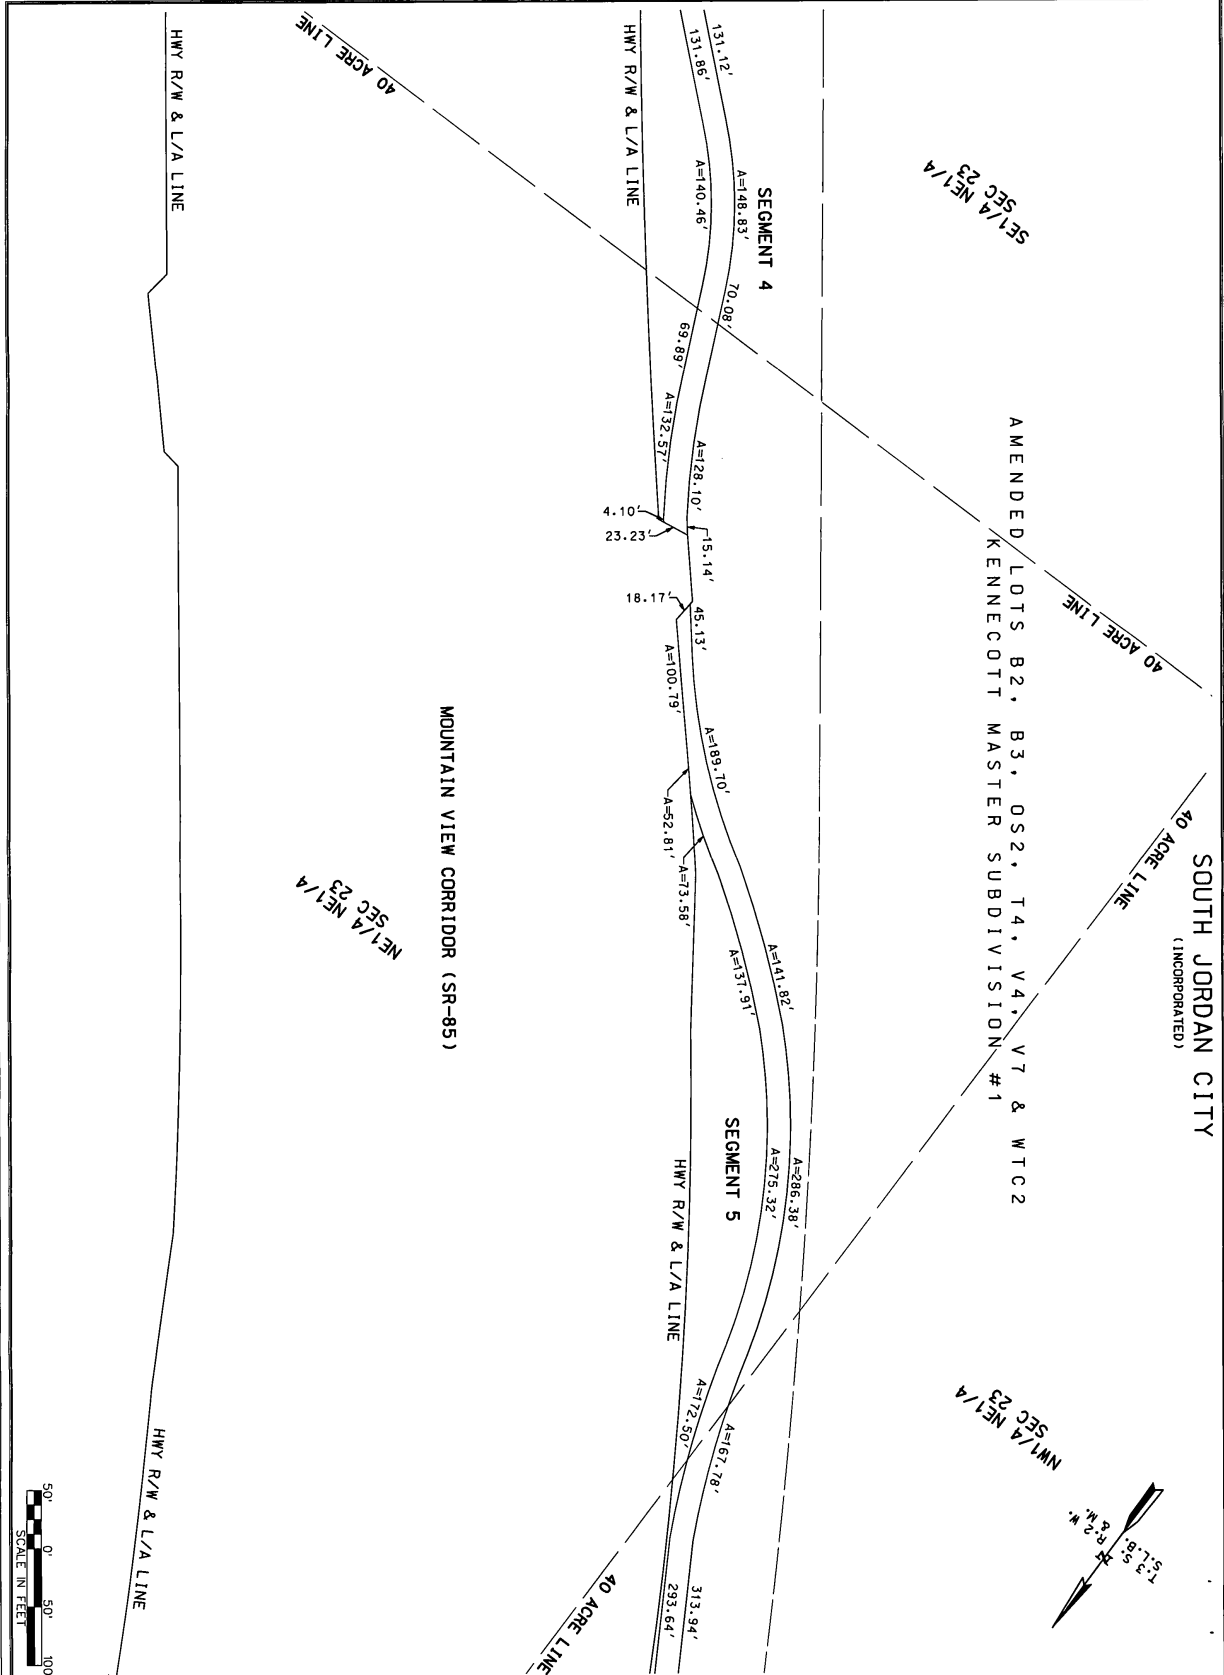 SOUTH JORDAN CITY
(INCORPORATED)
AMENDED LOTS B2, B3, OS2, T4, V4, V7 & WTC2
KENNECOTT MASTER SUBDIVISION #1
SE1/4 NE1/4
SEC 23
NW1/4 NE1/4
SEC 23
T.3 S. R.2 W.
S.L.B. & M.
N
40 ACRE LINE
40 ACRE LINE
40 ACRE LINE
40 ACRE LINE
SEGMENT 4
131.12'
A=148.83'
70.08'
A=128.10'
15.14'
131.86'
A=140.46'
69.89'
A=132.57'
4.10'
23.23'
18.17'
45.13'
A=189.70'
A=141.82'
A=286.38'
A=167.78'
313.94'
A=100.79'
A=52.81'
A=73.58'
A=137.91'
A=275.32'
A=172.50'
293.64'
SEGMENT 5
HWY R/W & L/A LINE
HWY R/W & L/A LINE
MOUNTAIN VIEW CORRIDOR (SR-85)
NE1/4 NE1/4
SEC 23
HWY R/W & L/A LINE
HWY R/W & L/A LINE
50' 0' 50' 100
SCALE IN FEET